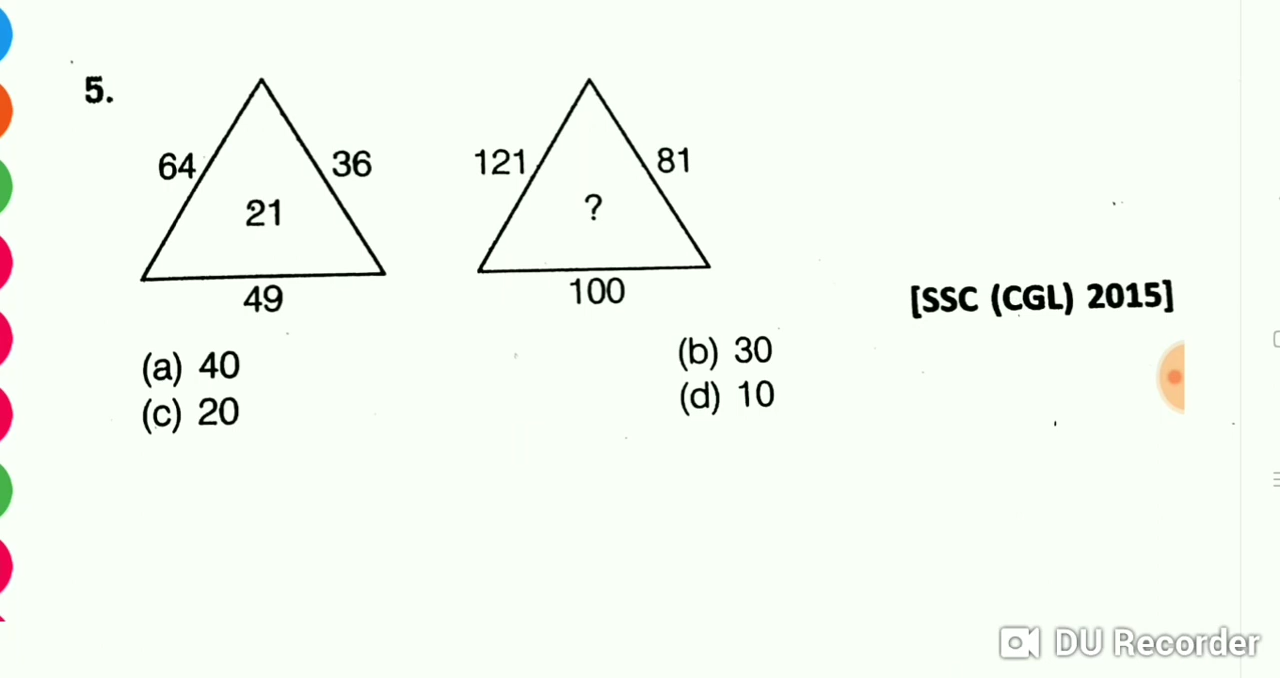 5.
64 36
21
49
121 81
?
100
[SSC (CGL) 2015]
(a) 40
(b) 30
(c) 20
(d) 10
DU Recorder